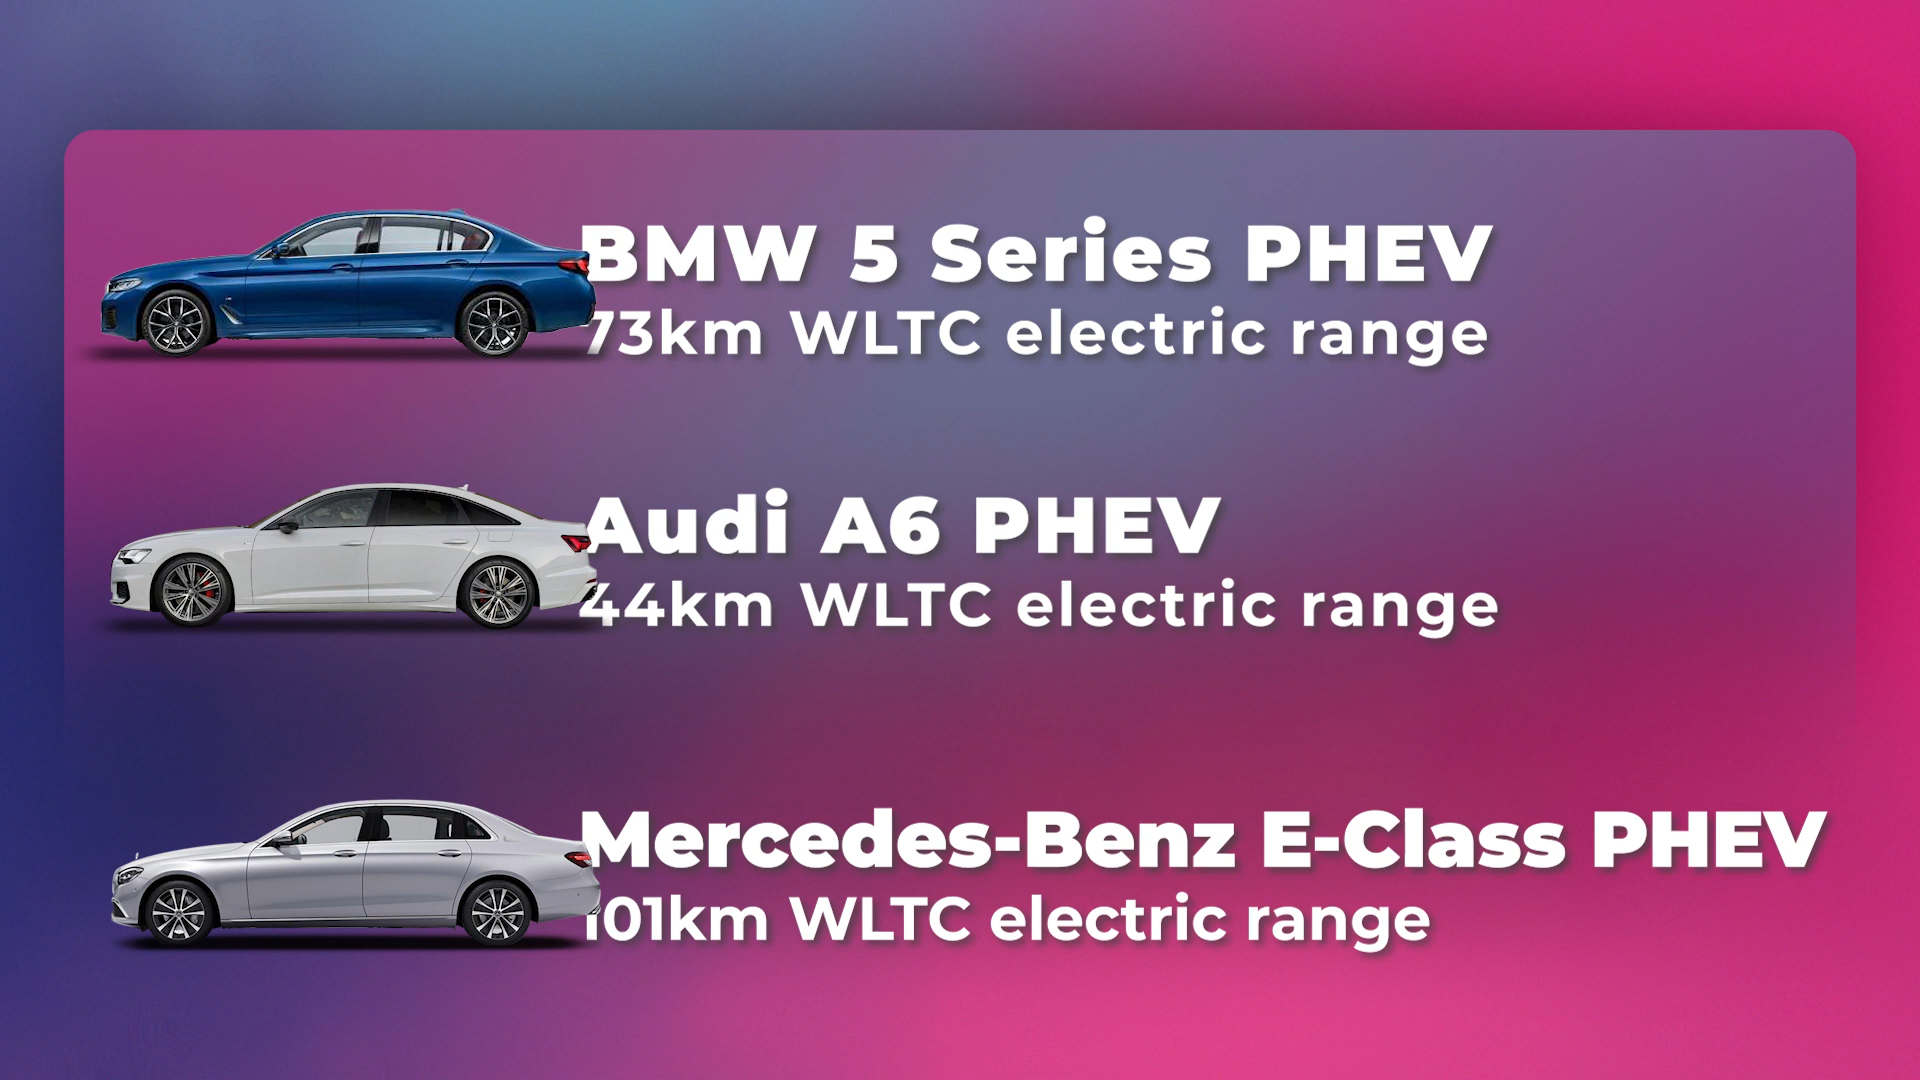 BMW 5 Series PHEV
73km WLTC electric range
Audi A6 PHEV
44km WLTC electric range
Mercedes-Benz E-Class PHEV
101km WLTC electric range